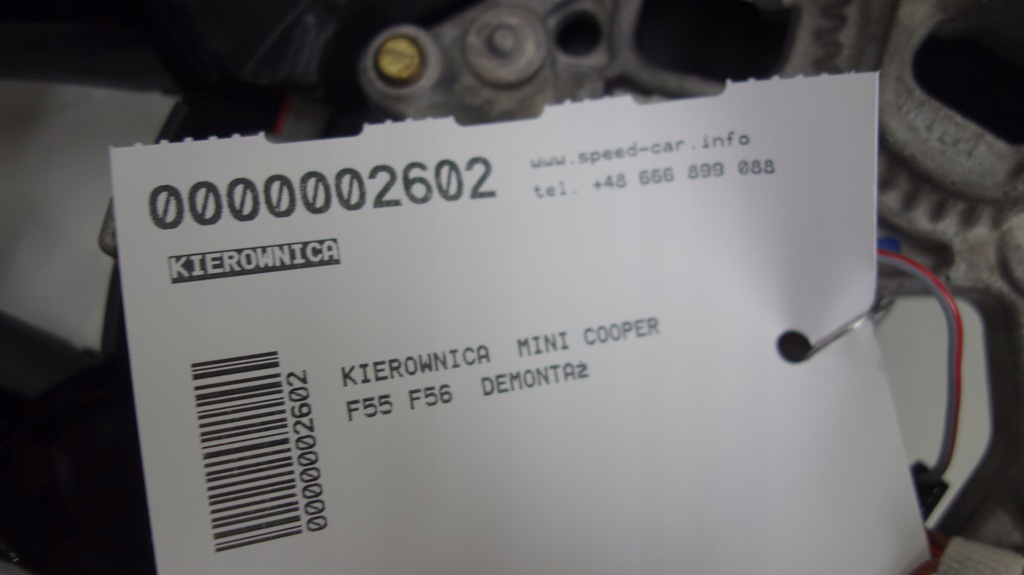 0000002602
www.speed-car.info
tel. +48 666 899 088
KIEROWNICA
KIEROWNICA MINI COOPER
F55 F56 DEMONTAż
0000002602